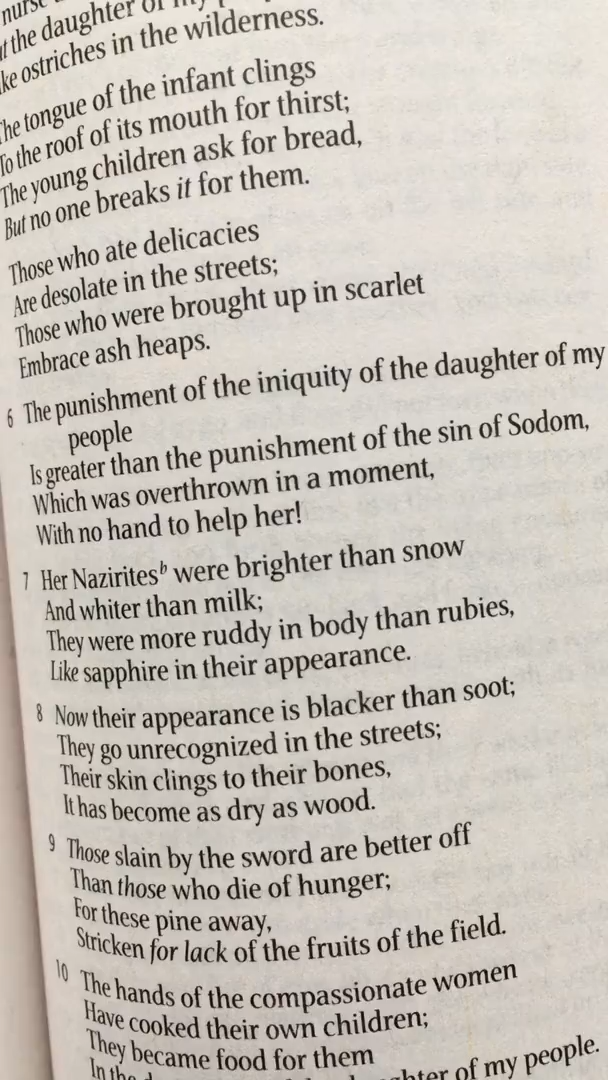 nurse
the daughter of my
ostriches in the wilderness.
The tongue of the infant clings
To the roof of its mouth for thirst;
The young children ask for bread,
But no one breaks it for them.
Those who ate delicacies
Are desolate in the streets;
Those who were brought up in scarlet
Embrace ash heaps.
6 The punishment of the iniquity of the daughter of my
people
Is greater than the punishment of the sin of Sodom,
Which was overthrown in a moment,
With no hand to help her!
7 Her Naziritesᵇ were brighter than snow
And whiter than milk;
They were more ruddy in body than rubies,
Like sapphire in their appearance.
8 Now their appearance is blacker than soot;
They go unrecognized in the streets;
Their skin clings to their bones,
It has become as dry as wood.
9 Those slain by the sword are better off
Than those who die of hunger;
For these pine away,
Stricken for lack of the fruits of the field.
10 The hands of the compassionate women
Have cooked their own children;
They became food for them
In the of my people.